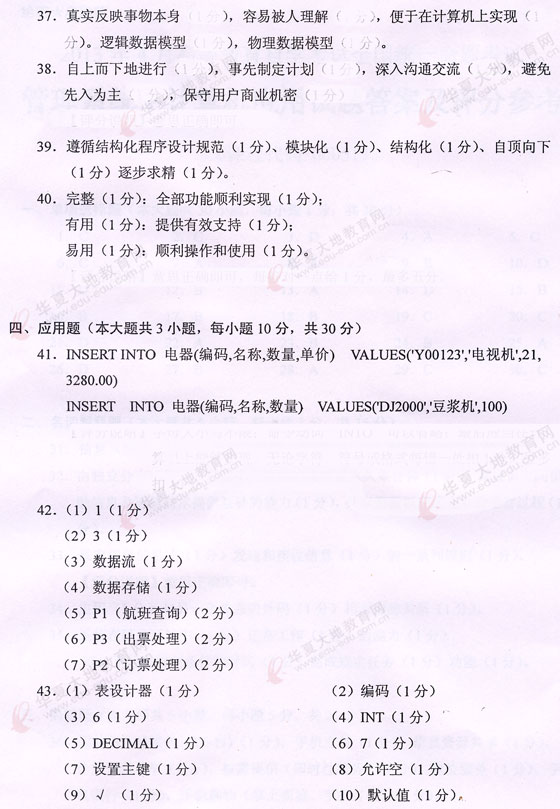 37．真实反映事物本身（1分），容易被人理解（ 分），便于在计算机上实现（1
分）。逻辑数据模型（1分），物理数据模型（1分）。
38．自上而下地进行（1分），事先制定计划（1分），深入沟通交流（1分），避免
先入为主（ 分），保守用户商业机密（1分）
39．遵循结构化程序设计规范（1分）、模块化（1分）、结构化（1分）、自顶向下
（1分）逐步求精（1分）。
40．完整（1分）：全部功能顺利实现（1分）；
有用（1分）：提供有效支持（1分）；
易用（1分）：顺利操作和使用（1分）。
四、应用题（本大题共3小题，每小题10分，共30分）
41．INSERT INTO 电器(编码,名称,数量,单价) VALUES('Y00123','电视机',21,
3280.00)
INSERT INTO 电器(编码,名称,数量) VALUES('DJ2000','豆浆机',100)
42．（1）1（1分）
（2）3（1分）
（3）数据流（1分）
（4）数据存储（1分）
（5）P1（航班查询）（2分）
（6）P3（出票处理）（2分）
（7）P2（订票处理）（2分）
43．（1）表设计器（1分） （2）编码（1分）
（3）6（1分） （4）INT（1分）
（5）DECIMAL（1分） （6）7（1分）
（7）设置主键（1分） （8）允许空（1分）
（9）√（1分） （10）默认值（1分）。
华夏大地教育网
www.edu-edu.com.cn